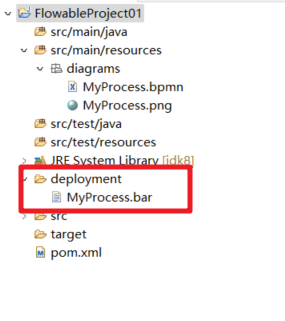 FlowableProject01
src/main/java
src/main/resources
diagrams
MyProcess.bpmn
MyProcess.png
src/test/java
src/test/resources
JRE System Library [jdk8]
deployment
MyProcess.bar
src
target
pom.xml